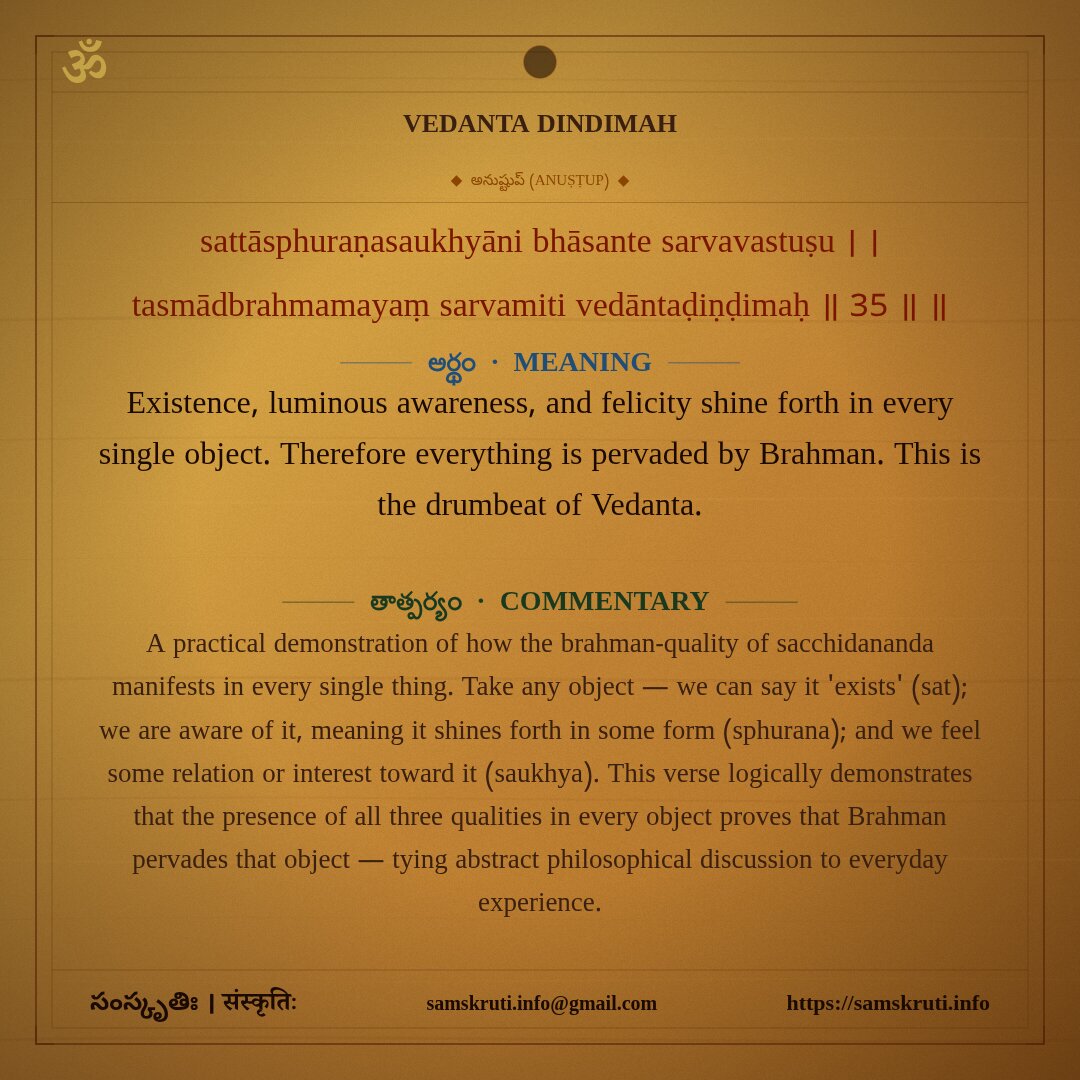 ॐ
VEDANTA DINDIMAH
◆ అనుష్టుప్ (ANUṢṬUP) ◆
sattāsphuraṇasaukhyāni bhāsante sarvavastuṣu | |
tasmādbrahmamayaṃ sarvamiti vedāntaḍiṇḍimaḥ ‖ 35 ‖ ‖
అర్థం · MEANING
Existence, luminous awareness, and felicity shine forth in every
single object. Therefore everything is pervaded by Brahman. This is
the drumbeat of Vedanta.
తాత్పర్యం · COMMENTARY
A practical demonstration of how the brahman-quality of sacchidananda
manifests in every single thing. Take any object — we can say it 'exists' (sat);
we are aware of it, meaning it shines forth in some form (sphurana); and we feel
some relation or interest toward it (saukhya). This verse logically demonstrates
that the presence of all three qualities in every object proves that Brahman
pervades that object — tying abstract philosophical discussion to everyday
experience.
సంస్కృతిః | संस्कृतिः samskruti.info@gmail.com https://samskruti.info